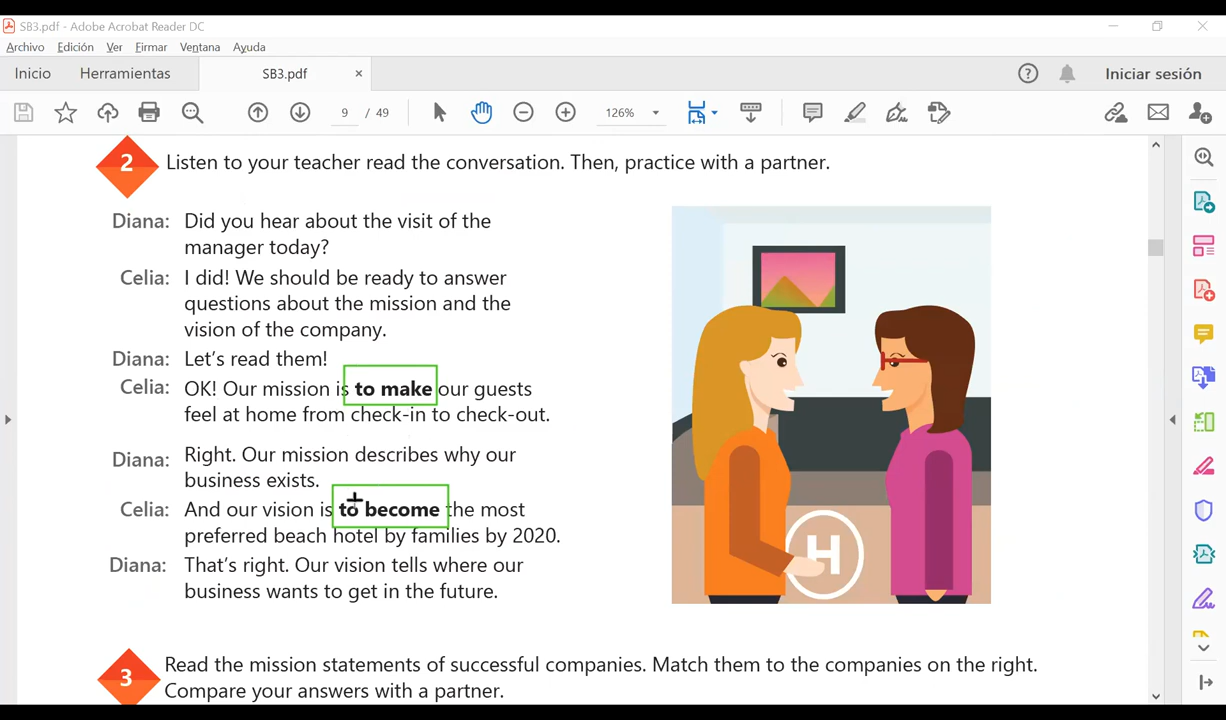 SB3.pdf - Adobe Acrobat Reader DC
Archivo Edición Ver Firmar Ventana Ayuda
Inicio Herramientas SB3.pdf × Iniciar sesión
9 / 49 126%
2 Listen to your teacher read the conversation. Then, practice with a partner.
Diana: Did you hear about the visit of the
manager today?
Celia: I did! We should be ready to answer
questions about the mission and the
vision of the company.
Diana: Let's read them!
Celia: OK! Our mission is to make our guests
feel at home from check-in to check-out.
Diana: Right. Our mission describes why our
business exists.
Celia: And our vision is to become the most
preferred beach hotel by families by 2020.
Diana: That's right. Our vision tells where our
business wants to get in the future.
H
3 Read the mission statements of successful companies. Match them to the companies on the right.
Compare your answers with a partner.